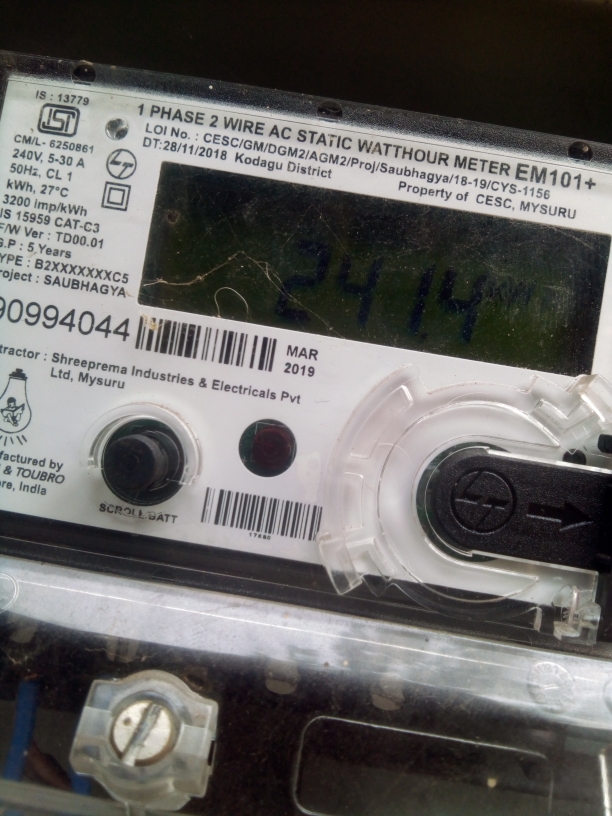 IS : 13779
CM/L- 6250861
240V, 5-30 A
50Hz, CL 1
kWh, 27°C
3200 imp/kWh
IS 15959 CAT-C3
F/W Ver : TD00.01
G.P : 5 Years
TYPE : B2XXXXXXXC5
Project : SAUBHAGYA
1 PHASE 2 WIRE AC STATIC WATTHOUR METER EM101+
LOI No. : CESC/GM/DGM2/AGM2/Proj/Saubhagya/18-19/CYS-1156
DT:28/11/2018 Kodagu District
Property of CESC, MYSURU
2414
90994044
MAR
2019
tractor : Shreeprema Industries & Electricals Pvt
Ltd, Mysuru
ufactured by
& TOUBRO
ore, India
SCROLL/BATT